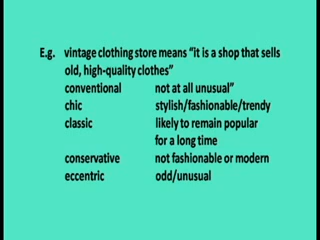 E.g. vintage clothing store means “it is a shop that sells
old, high-quality clothes”
conventional not at all unusual”
chic stylish/fashionable/trendy
classic likely to remain popular
for a long time
conservative not fashionable or modern
eccentric odd/unusual